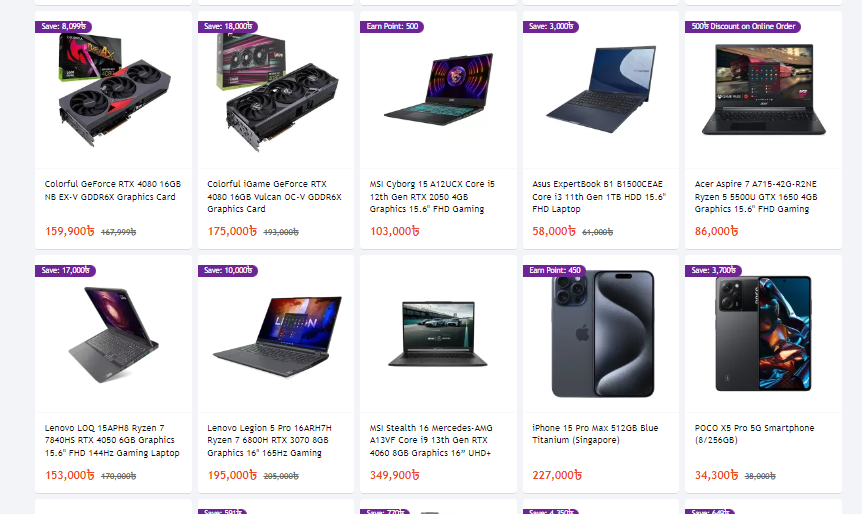 Save: 8,099৳
Save: 18,000৳
Earn Point: 500
Save: 3,000৳
500৳ Discount on Online Order
Colorful GeForce RTX 4080 16GB
NB EX-V GDDR6X Graphics Card
159,900৳ 167,999৳
Colorful iGame GeForce RTX
4080 16GB Vulcan OC-V GDDR6X
Graphics Card
175,000৳ 193,000৳
MSI Cyborg 15 A12UCX Core i5
12th Gen RTX 2050 4GB
Graphics 15.6" FHD Gaming
103,000৳
Asus ExpertBook B1 B1500CEAE
Core i3 11th Gen 1TB HDD 15.6"
FHD Laptop
58,000৳ 61,000৳
Acer Aspire 7 A715-42G-R2NE
Ryzen 5 5500U GTX 1650 4GB
Graphics 15.6" FHD Gaming
86,000৳
Save: 17,000৳
Save: 10,000৳
Earn Point: 450
Save: 3,700৳
Lenovo LOQ 15APH8 Ryzen 7
7840HS RTX 4050 6GB Graphics
15.6" FHD 144Hz Gaming Laptop
153,000৳ 170,000৳
Lenovo Legion 5 Pro 16ARH7H
Ryzen 7 6800H RTX 3070 8GB
Graphics 16" 165Hz Gaming
195,000৳ 205,000৳
MSI Stealth 16 Mercedes-AMG
A13VF Core i9 13th Gen RTX
4060 8GB Graphics 16” UHD+
349,900৳
iPhone 15 Pro Max 512GB Blue
Titanium (Singapore)
227,000৳
POCO X5 Pro 5G Smartphone
(8/256GB)
34,300৳ 38,000৳
Save: 591৳
Save: 770৳
Save: 4,350৳
Save: 649৳